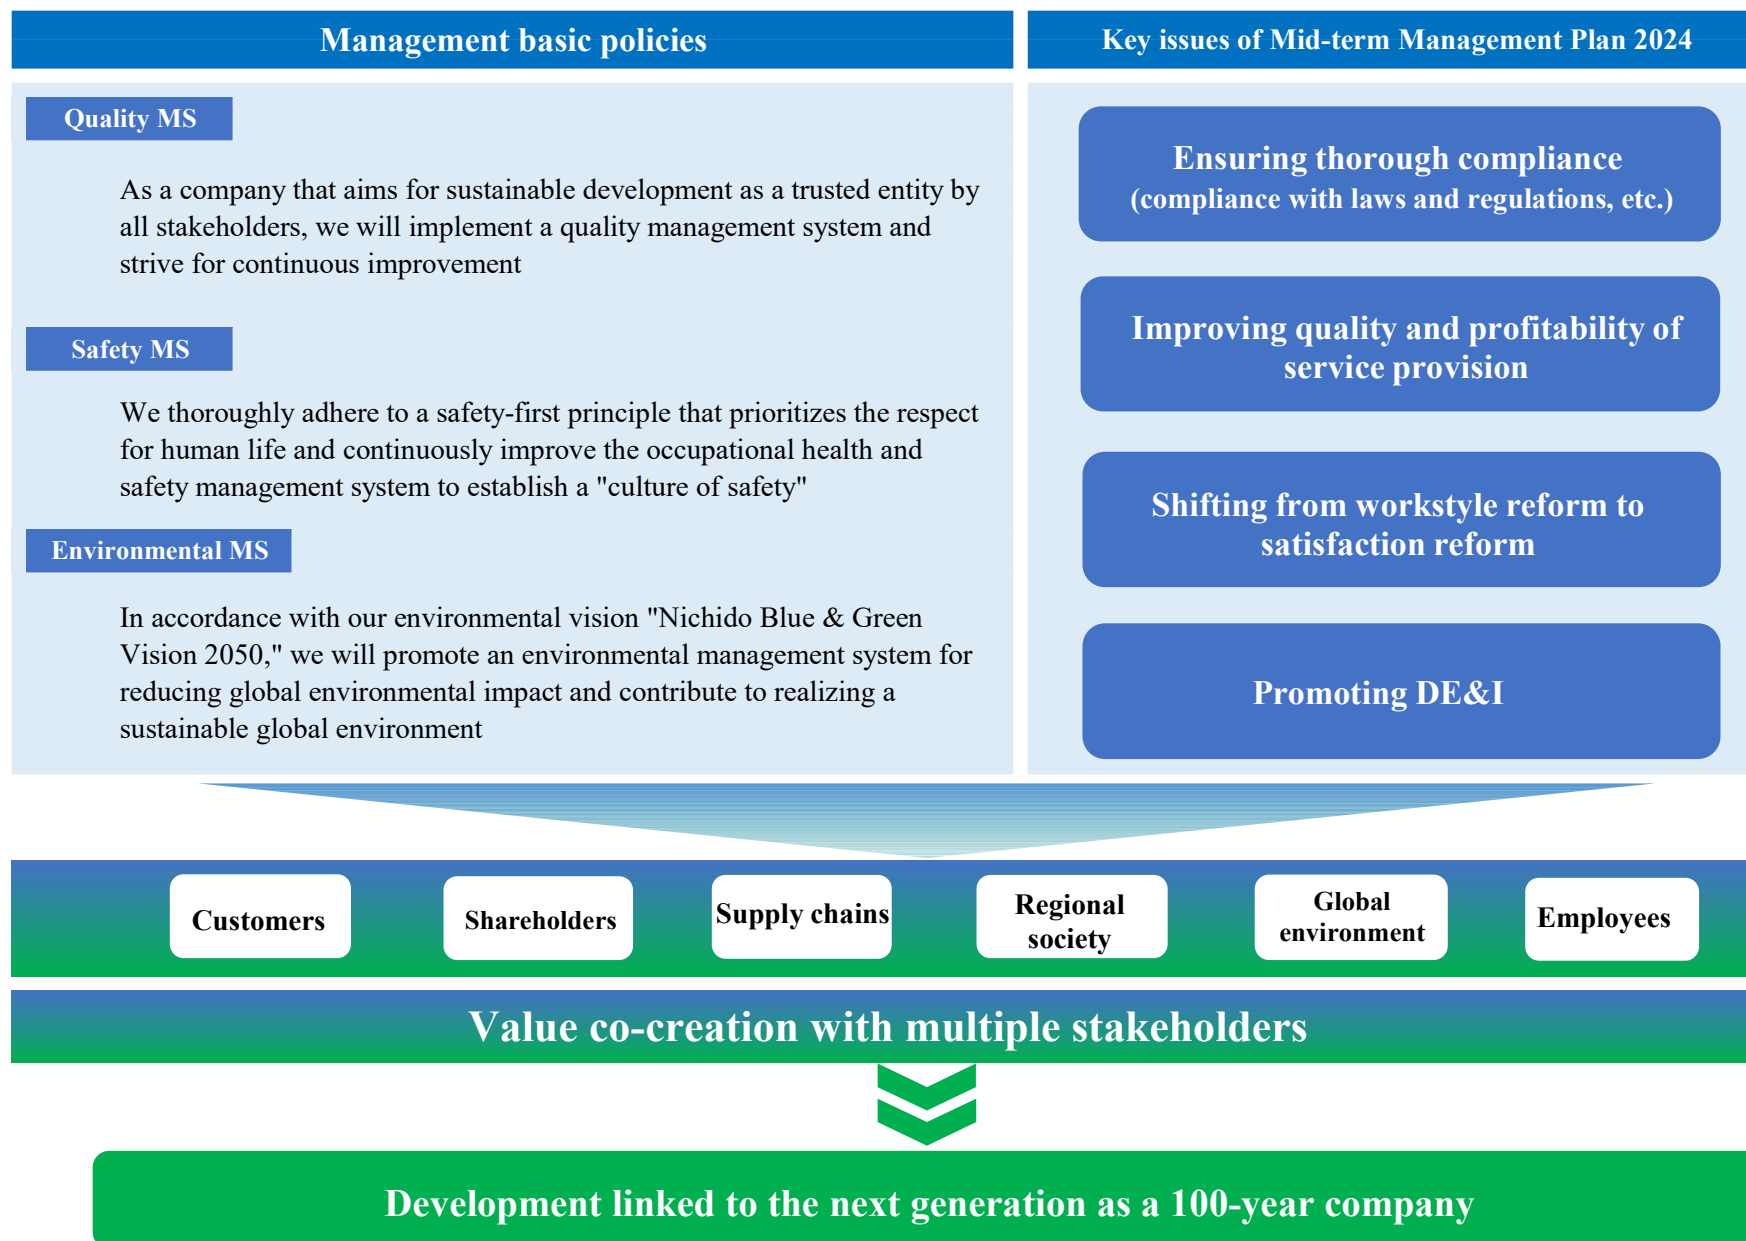 Management basic policies
Key issues of Mid-term Management Plan 2024
Quality MS
As a company that aims for sustainable development as a trusted entity by
all stakeholders, we will implement a quality management system and
strive for continuous improvement
Safety MS
We thoroughly adhere to a safety-first principle that prioritizes the respect
for human life and continuously improve the occupational health and
safety management system to establish a "culture of safety"
Environmental MS
In accordance with our environmental vision "Nichido Blue & Green
Vision 2050," we will promote an environmental management system for
reducing global environmental impact and contribute to realizing a
sustainable global environment
Ensuring thorough compliance
(compliance with laws and regulations, etc.)
Improving quality and profitability of
service provision
Shifting from workstyle reform to
satisfaction reform
Promoting DE&I
Customers
Shareholders
Supply chains
Regional
society
Global
environment
Employees
Value co-creation with multiple stakeholders
Development linked to the next generation as a 100-year company